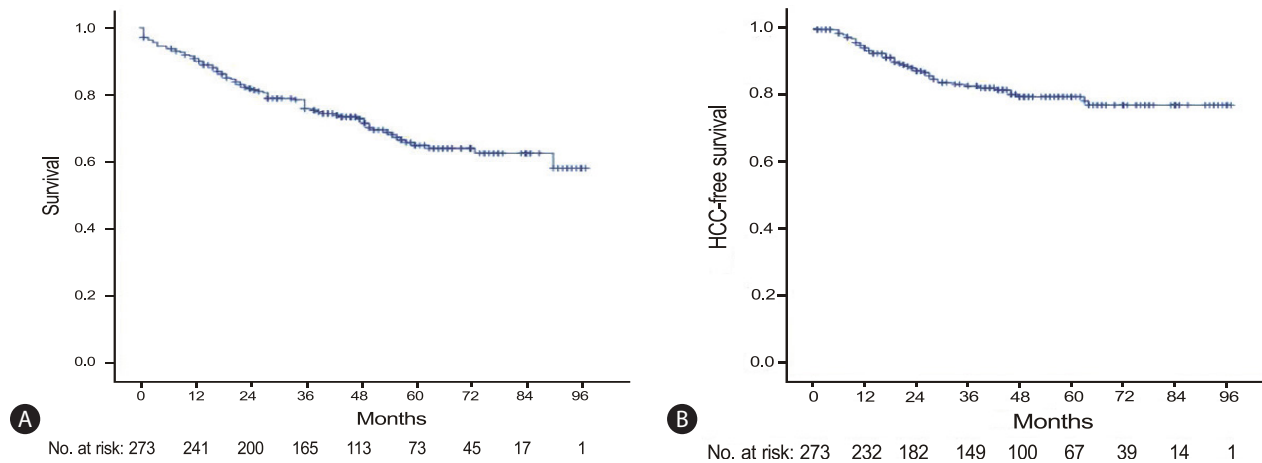 1.0
0.8
0.6
0.4
0.2
0.0
Survival
0 12 24 36 48 60 72 84 96
Months
A
No. at risk: 273 241 200 165 113 73 45 17 1
1.0
0.8
0.6
0.4
0.2
0.0
HCC-free survival
0 12 24 36 48 60 72 84 96
Months
B
No. at risk: 273 232 182 149 100 67 39 14 1